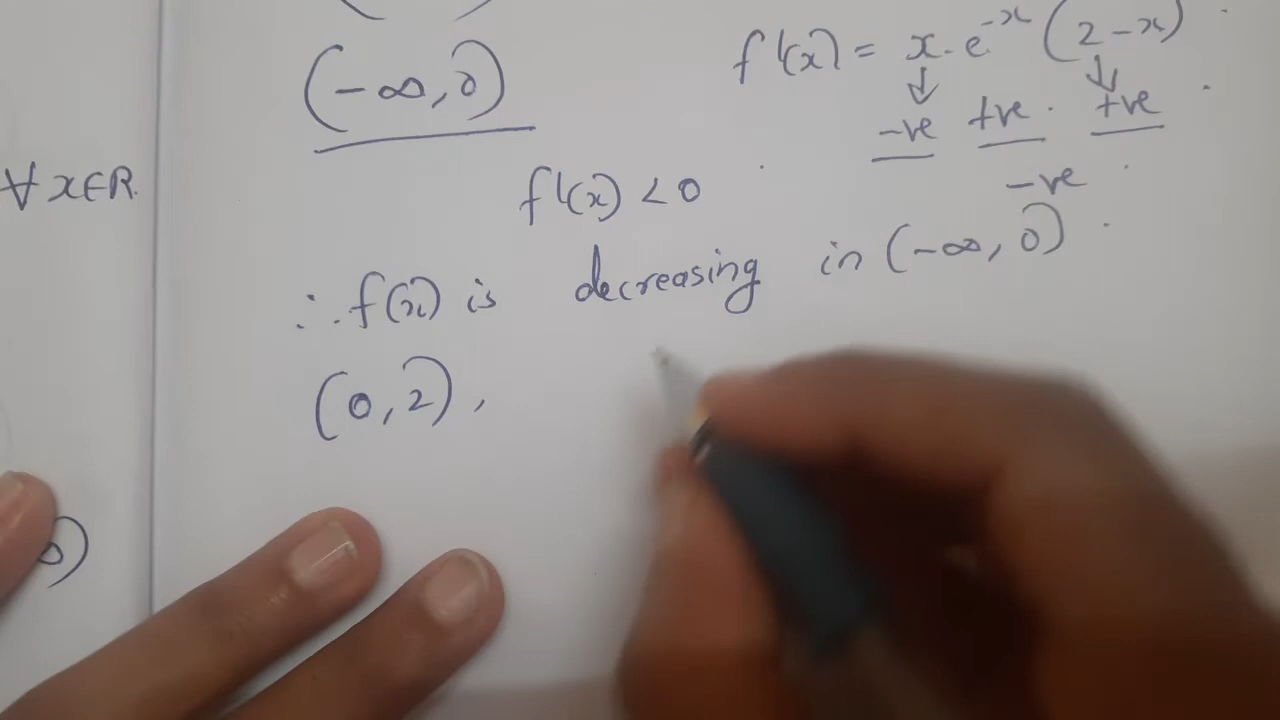 f'(x) = x.e^{-x} (2-x)
(-∞, 0)
-ve +ve . +ve
∀ x∈R.
f'(x) < 0
-ve
∴ f(x) is decreasing in (-∞, 0)
(0, 2),
)